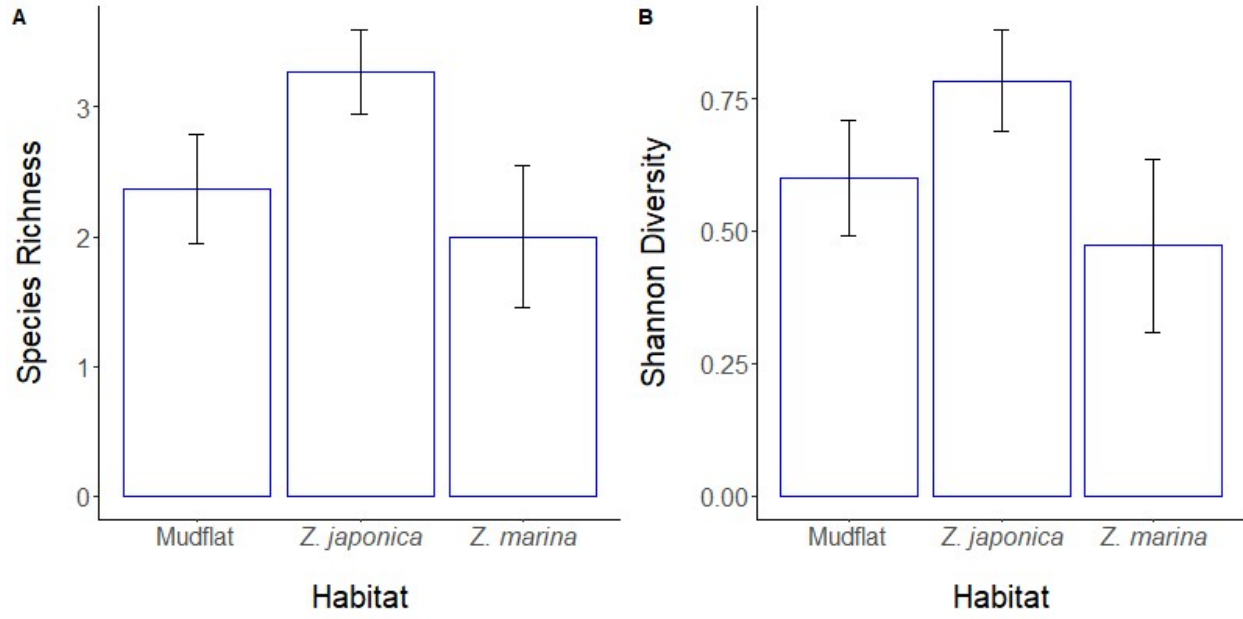 A
Species Richness
3
2
1
0
Mudflat
Z. japonica
Z. marina
Habitat
B
Shannon Diversity
0.75
0.50
0.25
0.00
Mudflat
Z. japonica
Z. marina
Habitat